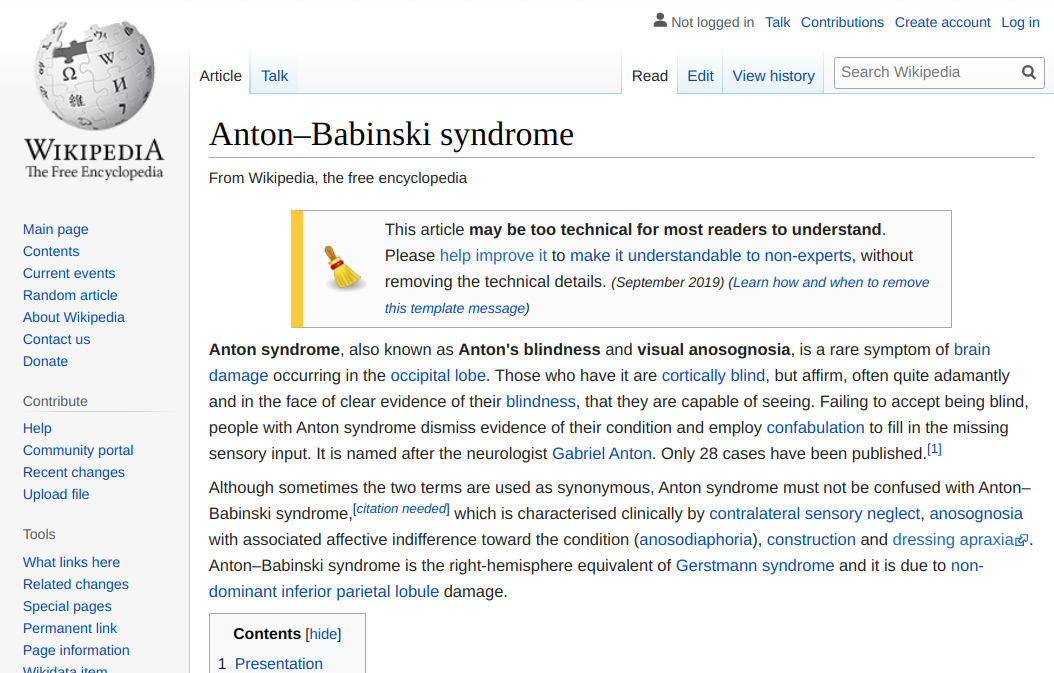 Not logged in Talk Contributions Create account Log in
Article Talk Read Edit View history Search Wikipedia
WIKIPEDIA
The Free Encyclopedia
Main page
Contents
Current events
Random article
About Wikipedia
Contact us
Donate
Contribute
Help
Community portal
Recent changes
Upload file
Tools
What links here
Related changes
Special pages
Permanent link
Page information
Wikidata item
Anton–Babinski syndrome
From Wikipedia, the free encyclopedia
This article may be too technical for most readers to understand.
Please help improve it to make it understandable to non-experts, without
removing the technical details. (September 2019) (Learn how and when to remove
this template message)
Anton syndrome, also known as Anton's blindness and visual anosognosia, is a rare symptom of brain
damage occurring in the occipital lobe. Those who have it are cortically blind, but affirm, often quite adamantly
and in the face of clear evidence of their blindness, that they are capable of seeing. Failing to accept being blind,
people with Anton syndrome dismiss evidence of their condition and employ confabulation to fill in the missing
sensory input. It is named after the neurologist Gabriel Anton. Only 28 cases have been published.[1]
Although sometimes the two terms are used as synonymous, Anton syndrome must not be confused with Anton–
Babinski syndrome,[citation needed] which is characterised clinically by contralateral sensory neglect, anosognosia
with associated affective indifference toward the condition (anosodiaphoria), construction and dressing apraxia.
Anton–Babinski syndrome is the right-hemisphere equivalent of Gerstmann syndrome and it is due to non-
dominant inferior parietal lobule damage.
Contents [hide]
1 Presentation